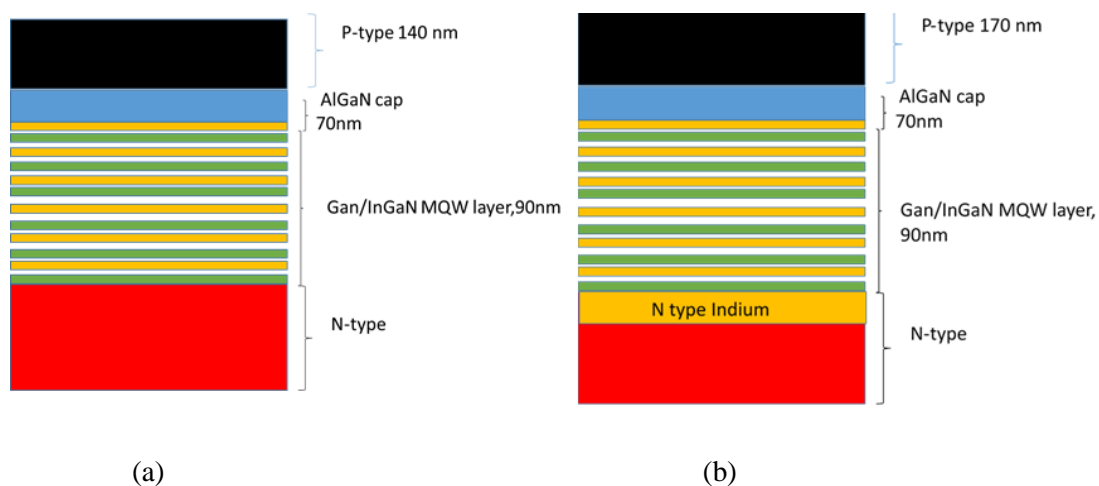 P-type 140 nm
AlGaN cap
70nm
Gan/InGaN MQW layer,90nm
N-type
(a)
P-type 170 nm
AlGaN cap
70nm
Gan/InGaN MQW layer,
90nm
N type Indium
N-type
(b)